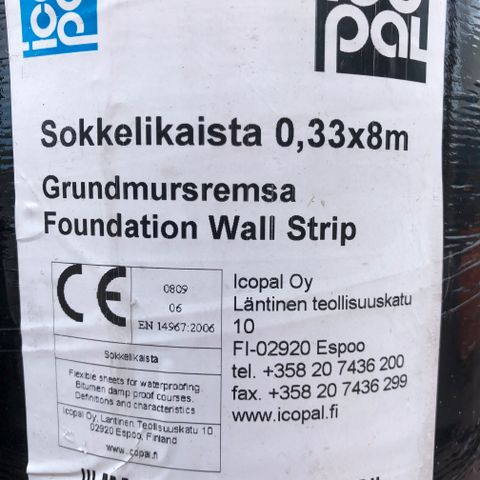 ico
pal
Sokkelikaista 0,33x8m
Grundmursremsa
Foundation Wall Strip
CE
0809
06
EN 14967:2006
Sokkelikaista
Flexible sheets for waterproofing.
Bitumen damp proof courses.
Definitions and characteristics
Icopal Oy, Läntinen Teollisuuskatu 10
02920 Espoo, Finland
www.icopal.fi
Icopal Oy
Läntinen teollisuuskatu
10
FI-02920 Espoo
tel. +358 20 7436 200
fax. +358 20 7436 299
www.icopal.fi